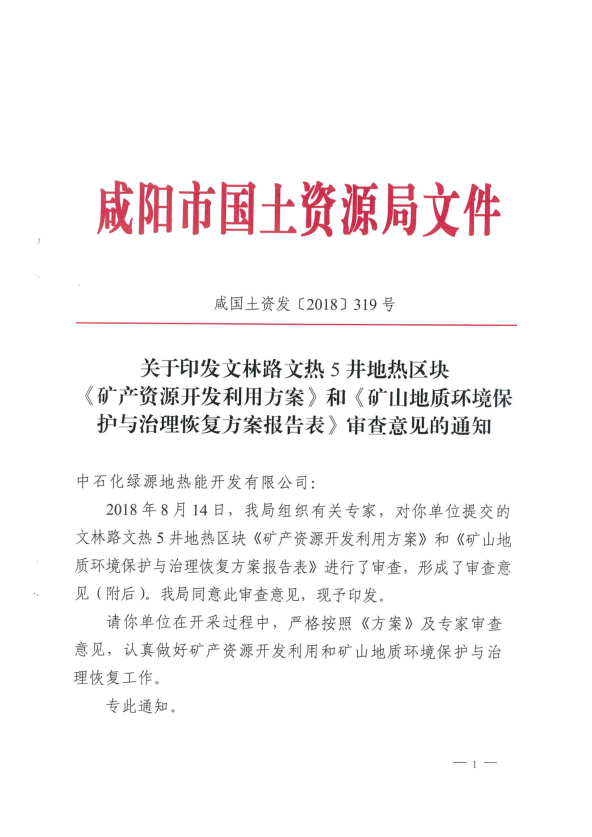 咸阳市国土资源局文件
咸国土资发〔2018〕319号
关于印发文林路文热5井地热区块
《矿产资源开发利用方案》和《矿山地质环境保
护与治理恢复方案报告表》审查意见的通知
中石化绿源地热能开发有限公司：
2018年8月14日，我局组织有关专家，对你单位提交的
文林路文热5井地热区块《矿产资源开发利用方案》和《矿山地
质环境保护与治理恢复方案报告表》进行了审查，形成了审查意
见（附后）。我局同意此审查意见，现予印发。
请你单位在开采过程中，严格按照《方案》及专家审查
意见，认真做好矿产资源开发利用和矿山地质环境保护与治
理恢复工作。
专此通知。
— 1 —